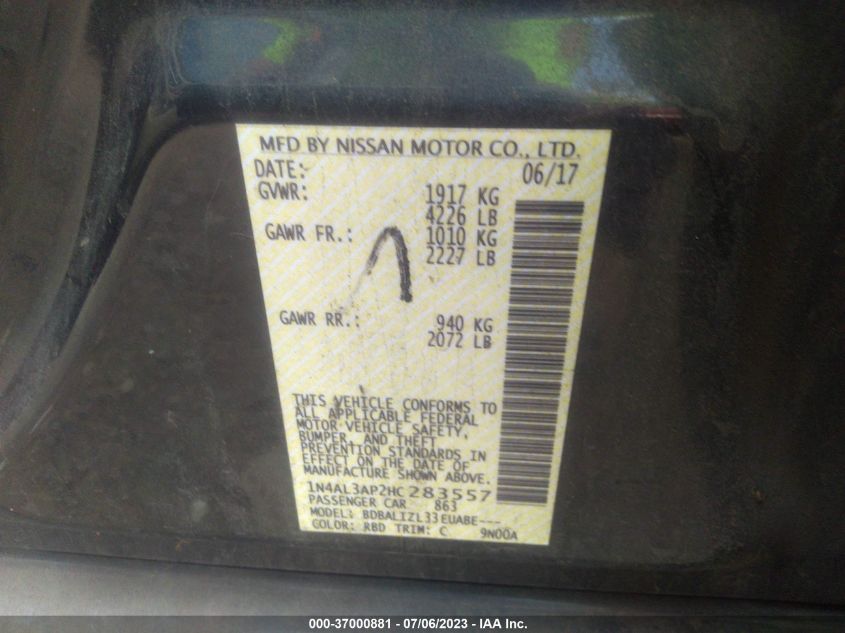 MFD BY NISSAN MOTOR CO., LTD.
DATE: 06/17
GVWR: 1917 KG
4226 LB
GAWR FR.: 1010 KG
2227 LB
GAWR RR.: 940 KG
2072 LB
THIS VEHICLE CONFORMS TO
ALL APPLICABLE FEDERAL
MOTOR VEHICLE SAFETY,
BUMPER, AND THEFT
PREVENTION STANDARDS IN
EFFECT ON THE DATE OF
MANUFACTURE SHOWN ABOVE.
1N4AL3AP2HC283557
PASSENGER CAR 863
MODEL: BDBALIZL33EUABE---
COLOR: RBD TRIM: C 9N00A
000-37000881 - 07/06/2023 - IAA Inc.